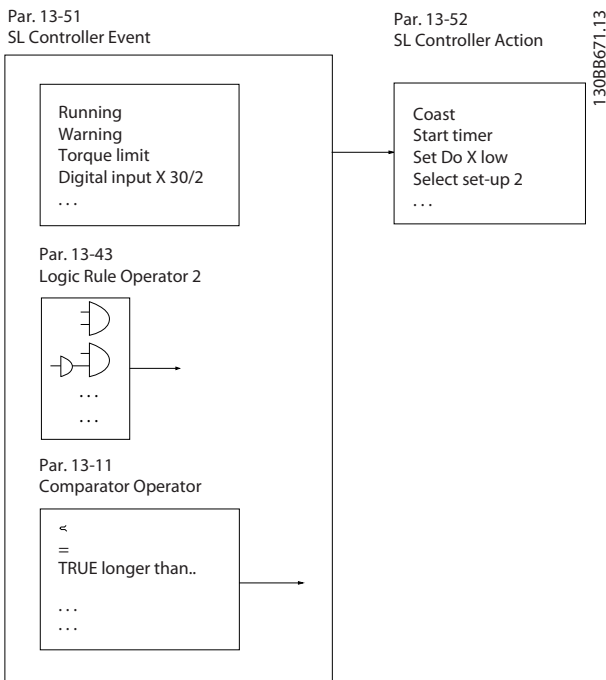 Par. 13-51
SL Controller Event
Par. 13-52
SL Controller Action
130BB671.13
Running
Warning
Torque limit
Digital input X 30/2
...
Coast
Start timer
Set Do X low
Select set-up 2
...
Par. 13-43
Logic Rule Operator 2
...
...
Par. 13-11
Comparator Operator
<
=
TRUE longer than..
...
...